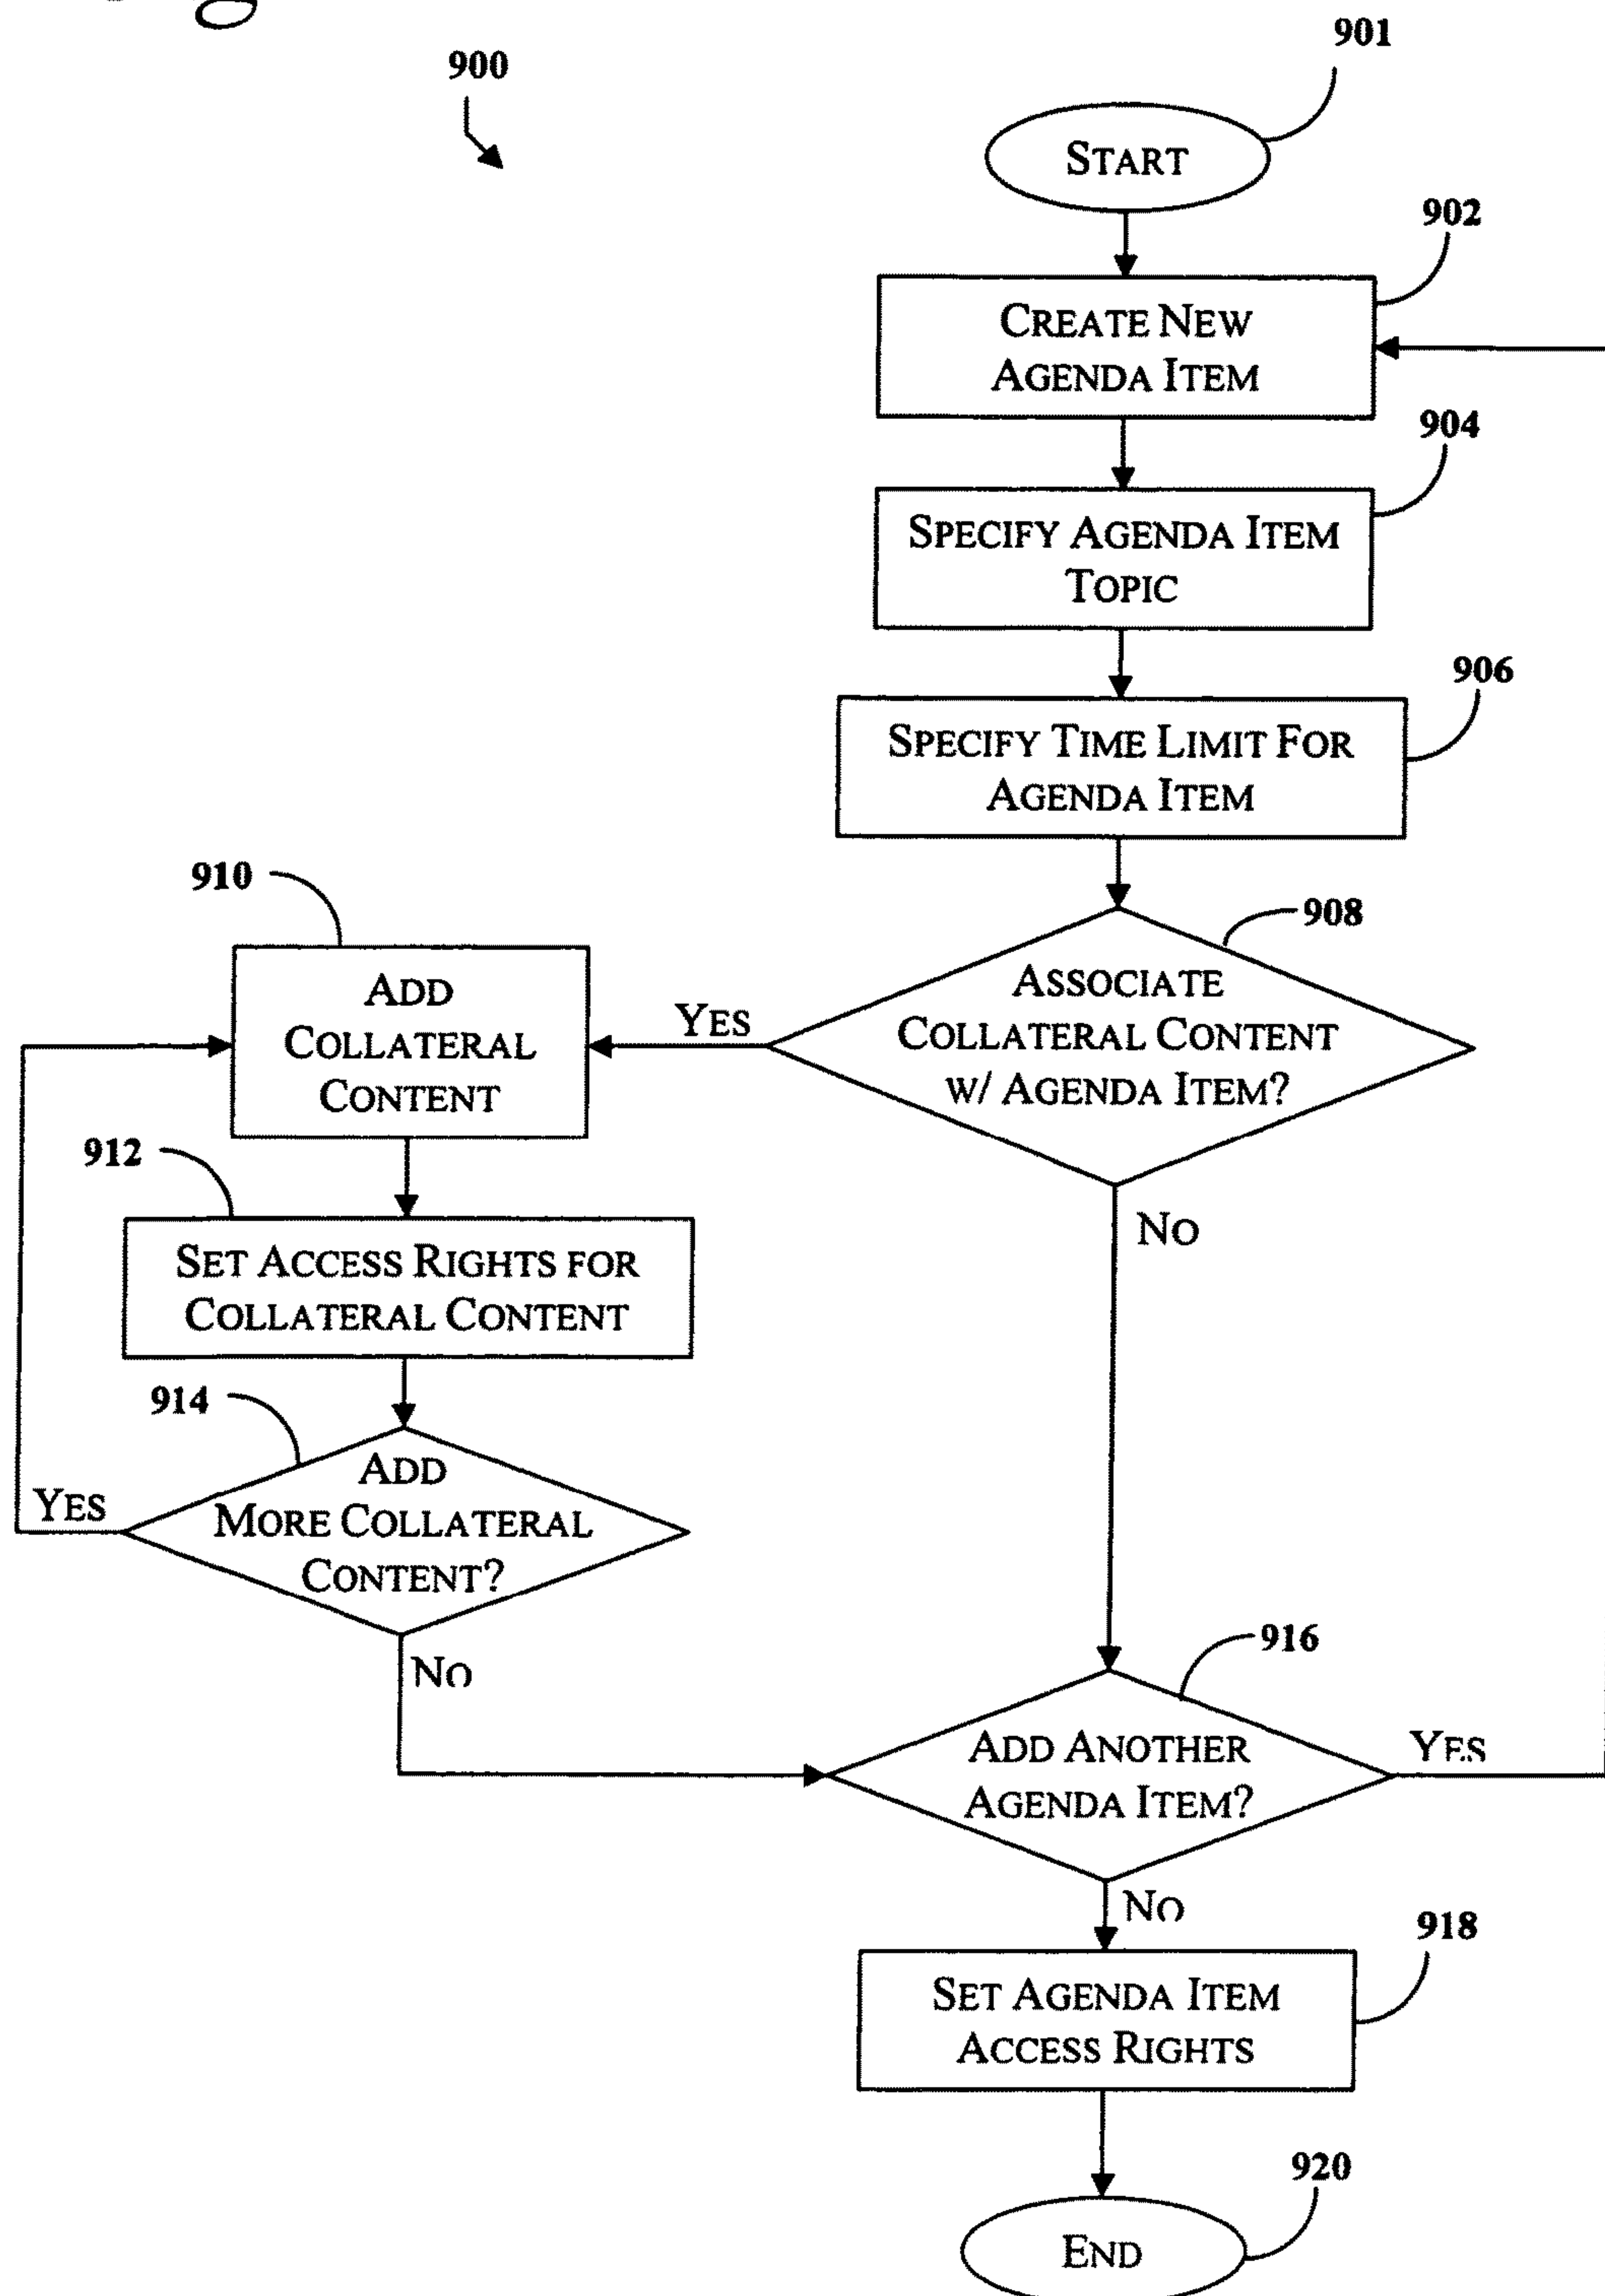 900
901
START
902
CREATE NEW
AGENDA ITEM
904
SPECIFY AGENDA ITEM
TOPIC
906
SPECIFY TIME LIMIT FOR
AGENDA ITEM
908
ASSOCIATE
COLLATERAL CONTENT
W/ AGENDA ITEM?
YES
NO
910
ADD
COLLATERAL
CONTENT
912
SET ACCESS RIGHTS FOR
COLLATERAL CONTENT
914
ADD
MORE COLLATERAL
CONTENT?
YES
NO
916
ADD ANOTHER
AGENDA ITEM?
YES
NO
918
SET AGENDA ITEM
ACCESS RIGHTS
920
END